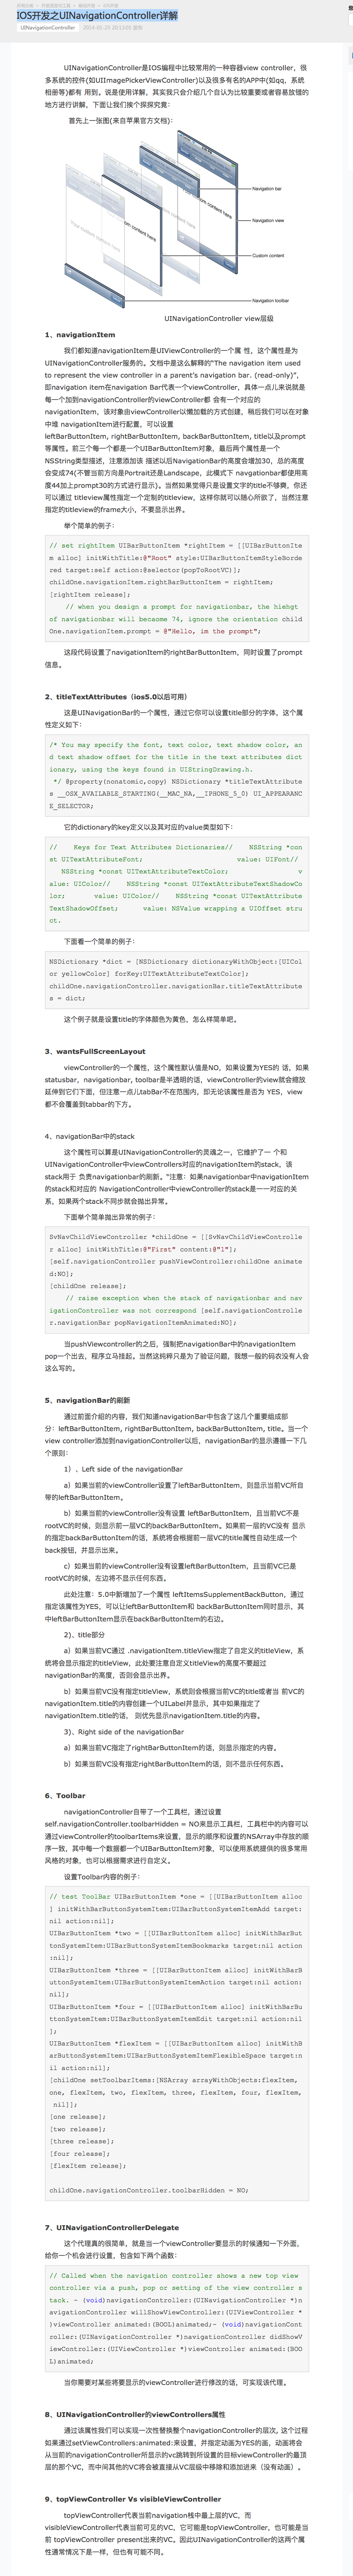 IOS开发之UINavigationController详解
UINavigationController
UINavigationController是IOS编程中比较常用的一种容器view controller，很
多系统的控件(如UIImagePickerViewController)以及很多有名的APP中(如qq，系统
相册等)都有 用到。说是使用详解，其实我只会介绍几个自认为比较重要或者容易放错的
地方进行讲解，下面让我们挨个探探究竟：
首先上一张图(来自苹果官方文档)：
Navigation bar
Navigation view
Custom content
Navigation toolbar
UINavigationController view层级
1、navigationItem
我们都知道navigationItem是UIViewController的一个属 性，这个属性是为
UINavigationController服务的。文档中是这么解释的“The navigation item used
to represent the view controller in a parent’s navigation bar. (read-only)”，
即navigation item在navigation Bar代表一个viewController，具体一点儿来说就是
每一个加到navigationController的viewController都 会有一个对应的
navigationItem，该对象由viewController以懒加载的方式创建，稍后我们可以在对象
中堆 navigationItem进行配置，可以设置
leftBarButtonItem, rightBarButtonItem, backBarButtonItem, title以及prompt
等属性。前三个每一个都是一个UIBarButtonItem对象，最后两个属性是一个
NSString类型描述，注意添加该 描述以后NavigationBar的高度会增加30，总的高度
会变成74(不管当前方向是Portrait还是Landscape，此模式下 navgationbar都使用高
度44加上prompt30的方式进行显示)。当然如果觉得只是设置文字的title不够爽，你还
可以通过 titleview属性指定一个定制的titleview，这样你就可以随心所欲了，当然注意
指定的titleview的frame大小，不要显示出界。
举个简单的例子：
// set rightItem UIBarButtonItem *rightItem = [[UIBarButtonIte
m alloc] initWithTitle:@"Root" style:UIBarButtonItemStyleBorde
red target:self action:@selector(popToRootVC)];
childOne.navigationItem.rightBarButtonItem = rightItem;
[rightItem release];
// when you design a prompt for navigationbar, the hiehgt
of navigationbar will becaome 74, ignore the orientation child
One.navigationItem.prompt = @"Hello, im the prompt";
这段代码设置了navigationItem的rightBarButtonItem，同时设置了prompt
信息。
2、titleTextAttributes（ios5.0以后可用）
这是UINavigationBar的一个属性，通过它你可以设置title部分的字体，这个属
性定义如下：
/* You may specify the font, text color, text shadow color, an
d text shadow offset for the title in the text attributes dict
ionary, using the keys found in UIStringDrawing.h.
*/ @property(nonatomic,copy) NSDictionary *titleTextAttribute
s __OSX_AVAILABLE_STARTING(__MAC_NA,__IPHONE_5_0) UI_APPEARANC
E_SELECTOR;
它的dictionary的key定义以及其对应的value类型如下：
//    Keys for Text Attributes Dictionaries//    NSString *con
st UITextAttributeFont;                       value: UIFont//
NSString *const UITextAttributeTextColor;                 v
alue: UIColor//    NSString *const UITextAttributeTextShadowCo
lor;       value: UIColor//    NSString *const UITextAttribute
TextShadowOffset;      value: NSValue wrapping a UIOffset stru
ct.
下面看一个简单的例子：
NSDictionary *dict = [NSDictionary dictionaryWithObject:[UICol
or yellowColor] forKey:UITextAttributeTextColor];
childOne.navigationController.navigationBar.titleTextAttribute
s = dict;
这个例子就是设置title的字体颜色为黄色，怎么样简单吧。
3、wantsFullScreenLayout
viewController的一个属性，这个属性默认值是NO，如果设置为YES的 话，如果
statusbar，navigationbar, toolbar是半透明的话，viewController的view就会缩放
延伸到它们下面，但注意一点儿tabBar不在范围内，即无论该属性是否为 YES，view
都不会覆盖到tabbar的下方。
4、navigationBar中的stack
这个属性可以算是UINavigationController的灵魂之一，它维护了一 个和
UINavigationController中viewControllers对应的navigationItem的stack，该
stack用于 负责navigationbar的刷新。“注意：如果navigationbar中navigationItem
的stack和对应的 NavigationController中viewController的stack是一一对应的关
系，如果两个stack不同步就会抛出异常。
下面举个简单抛出异常的例子：
SvNavChildViewController *childOne = [[SvNavChildViewControlle
r alloc] initWithTitle:@"First" content:@"1"];
[self.navigationController pushViewController:childOne animate
d:NO];
[childOne release];
// raise exception when the stack of navigationbar and nav
igationController was not correspond [self.navigationControlle
r.navigationBar popNavigationItemAnimated:NO];
当pushViewcontroller的之后，强制把navigationBar中的navigationItem
pop一个出去，程序立马挂起。当然这纯粹只是为了验证问题，我想一般的码农没有人会
这么写的。
5、navigationBar的刷新
通过前面介绍的内容，我们知道navigationBar中包含了这几个重要组成部
分：leftBarButtonItem, rightBarButtonItem, backBarButtonItem, title。当一个
view controller添加到navigationController以后，navigationBar的显示遵循一下几
个原则：
1）、Left side of the navigationBar
a）如果当前的viewController设置了leftBarButtonItem，则显示当前VC所自
带的leftBarButtonItem。
b）如果当前的viewController没有设置 leftBarButtonItem，且当前VC不是
rootVC的时候，则显示前一层VC的backBarButtonItem。如果前一层的VC没有 显示
的指定backBarButtonItem的话，系统将会根据前一层VC的title属性自动生成一个
back按钮，并显示出来。
c）如果当前的viewController没有设置leftBarButtonItem，且当前VC已是
rootVC的时候，左边将不显示任何东西。
此处注意：5.0中新增加了一个属性 leftItemsSupplementBackButton，通过
指定该属性为YES，可以让leftBarButtonItem和 backBarButtonItem同时显示，其
中leftBarButtonItem显示在backBarButtonItem的右边。
2)、title部分
a）如果当前VC通过 .navigationItem.titleView指定了自定义的titleView，系
统将会显示指定的titleView，此处要注意自定义titleView的高度不要超过
navigationBar的高度，否则会显示出界。
b）如果当前VC没有指定titleView，系统则会根据当前VC的title或者当 前VC的
navigationItem.title的内容创建一个UILabel并显示，其中如果指定了
navigationItem.title的话， 则优先显示navigationItem.title的内容。
3)、Right side of the navigationBar
a）如果当前VC指定了rightBarButtonItem的话，则显示指定的内容。
b）如果当前VC没有指定rightBarButtonItem的话，则不显示任何东西。
6、Toolbar
navigationController自带了一个工具栏，通过设置
self.navigationController.toolbarHidden = NO来显示工具栏，工具栏中的内容可以
通过viewController的toolbarItems来设置，显示的顺序和设置的NSArray中存放的顺
序一致，其中每一个数据都一个UIBarButtonItem对象，可以使用系统提供的很多常用
风格的对象，也可以根据需求进行自定义。
设置Toolbar内容的例子：
// test ToolBar UIBarButtonItem *one = [[UIBarButtonItem alloc
] initWithBarButtonSystemItem:UIBarButtonSystemItemAdd target:
nil action:nil];
UIBarButtonItem *two = [[UIBarButtonItem alloc] initWithBarBut
tonSystemItem:UIBarButtonSystemItemBookmarks target:nil action
:nil];
UIBarButtonItem *three = [[UIBarButtonItem alloc] initWithBarB
uttonSystemItem:UIBarButtonSystemItemAction target:nil action:
nil];
UIBarButtonItem *four = [[UIBarButtonItem alloc] initWithBarBu
ttonSystemItem:UIBarButtonSystemItemEdit target:nil action:nil
];
UIBarButtonItem *flexItem = [[UIBarButtonItem alloc] initWithB
arButtonSystemItem:UIBarButtonSystemItemFlexibleSpace target:n
il action:nil];
[childOne setToolbarItems:[NSArray arrayWithObjects:flexItem,
one, flexItem, two, flexItem, three, flexItem, four, flexItem,
nil]];
[one release];
[two release];
[three release];
[four release];
[flexItem release];
childOne.navigationController.toolbarHidden = NO;
7、UINavigationControllerDelegate
这个代理真的很简单，就是当一个viewController要显示的时候通知一下外面，
给你一个机会进行设置，包含如下两个函数：
// Called when the navigation controller shows a new top view
controller via a push, pop or setting of the view controller s
tack. - (void)navigationController:(UINavigationController *)n
avigationController willShowViewController:(UIViewController *
)viewController animated:(BOOL)animated;- (void)navigationCont
roller:(UINavigationController *)navigationController didShowV
iewController:(UIViewController *)viewController animated:(BOO
L)animated;
当你需要对某些将要显示的viewController进行修改的话，可实现该代理。
8、UINavigationController的viewControllers属性
通过该属性我们可以实现一次性替换整个navigationController的层次, 这个过程
如果通过setViewControllers:animated:来设置，并指定动画为YES的画，动画将会
从当前的navigationController所显示的vc跳转到所设置的目标viewController的最顶
层的那个VC，而中间其他的VC将会被直接从VC层级中移除和添加进来（没有动画）。
9、topViewController Vs visibleViewController
topViewController代表当前navigation栈中最上层的VC，而
visibleViewController代表当前可见的VC，它可能是topViewController，也可能是当
前 topViewController present出来的VC。因此UINavigationController的这两个属
性通常情况下是一样，但也有可能不同。